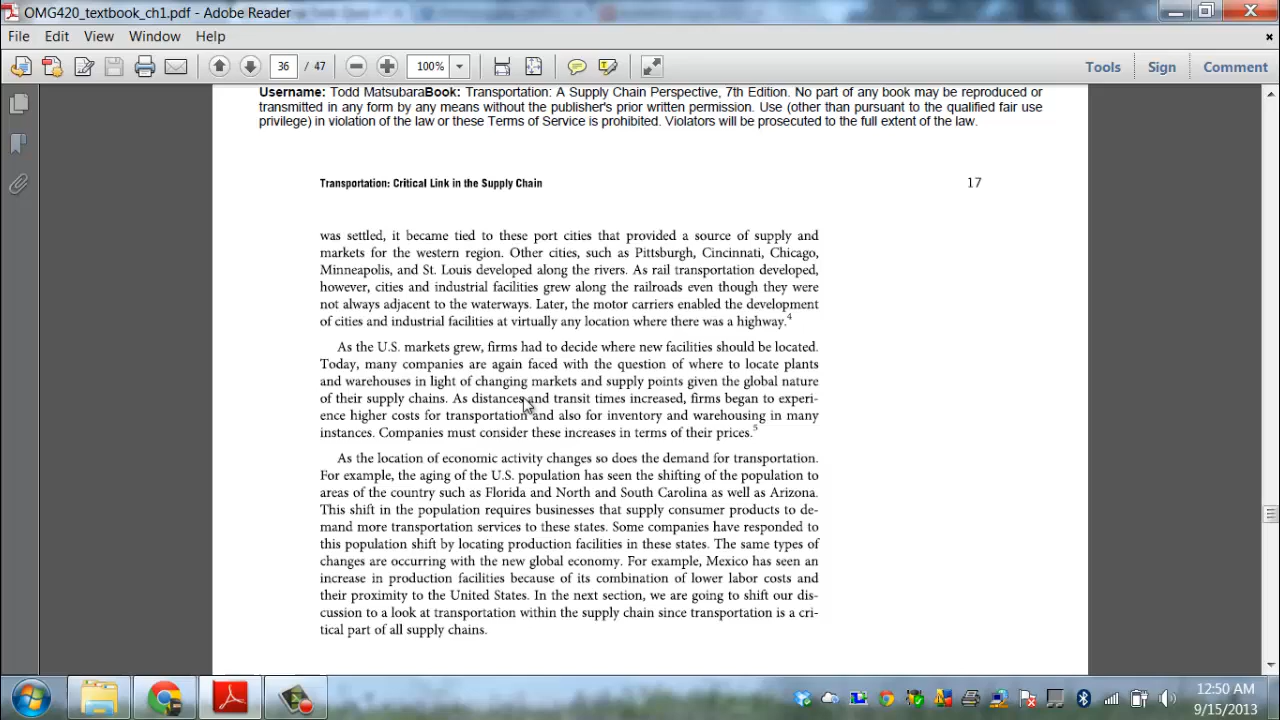 OMG420_textbook_ch1.pdf - Adobe Reader
File Edit View Window Help
36 / 47 100% Tools Sign Comment
Username: Todd MatsubaraBook: Transportation: A Supply Chain Perspective, 7th Edition. No part of any book may be reproduced or
transmitted in any form by any means without the publisher's prior written permission. Use (other than pursuant to the qualified fair use
privilege) in violation of the law or these Terms of Service is prohibited. Violators will be prosecuted to the full extent of the law.
Transportation: Critical Link in the Supply Chain 17
was settled, it became tied to these port cities that provided a source of supply and
markets for the western region. Other cities, such as Pittsburgh, Cincinnati, Chicago,
Minneapolis, and St. Louis developed along the rivers. As rail transportation developed,
however, cities and industrial facilities grew along the railroads even though they were
not always adjacent to the waterways. Later, the motor carriers enabled the development
of cities and industrial facilities at virtually any location where there was a highway.4
As the U.S. markets grew, firms had to decide where new facilities should be located.
Today, many companies are again faced with the question of where to locate plants
and warehouses in light of changing markets and supply points given the global nature
of their supply chains. As distances and transit times increased, firms began to experi-
ence higher costs for transportation and also for inventory and warehousing in many
instances. Companies must consider these increases in terms of their prices.5
As the location of economic activity changes so does the demand for transportation.
For example, the aging of the U.S. population has seen the shifting of the population to
areas of the country such as Florida and North and South Carolina as well as Arizona.
This shift in the population requires businesses that supply consumer products to de-
mand more transportation services to these states. Some companies have responded to
this population shift by locating production facilities in these states. The same types of
changes are occurring with the new global economy. For example, Mexico has seen an
increase in production facilities because of its combination of lower labor costs and
their proximity to the United States. In the next section, we are going to shift our dis-
cussion to a look at transportation within the supply chain since transportation is a cri-
tical part of all supply chains.
12:50 AM
9/15/2013